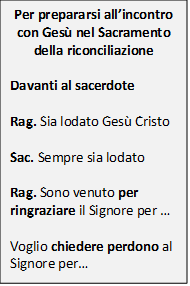 Per prepararsi all'incontro
con Gesù nel Sacramento
della riconciliazione
Davanti al sacerdote
Rag. Sia lodato Gesù Cristo
Sac. Sempre sia lodato
Rag. Sono venuto per
ringraziare il Signore per ...
Voglio chiedere perdono al
Signore per...